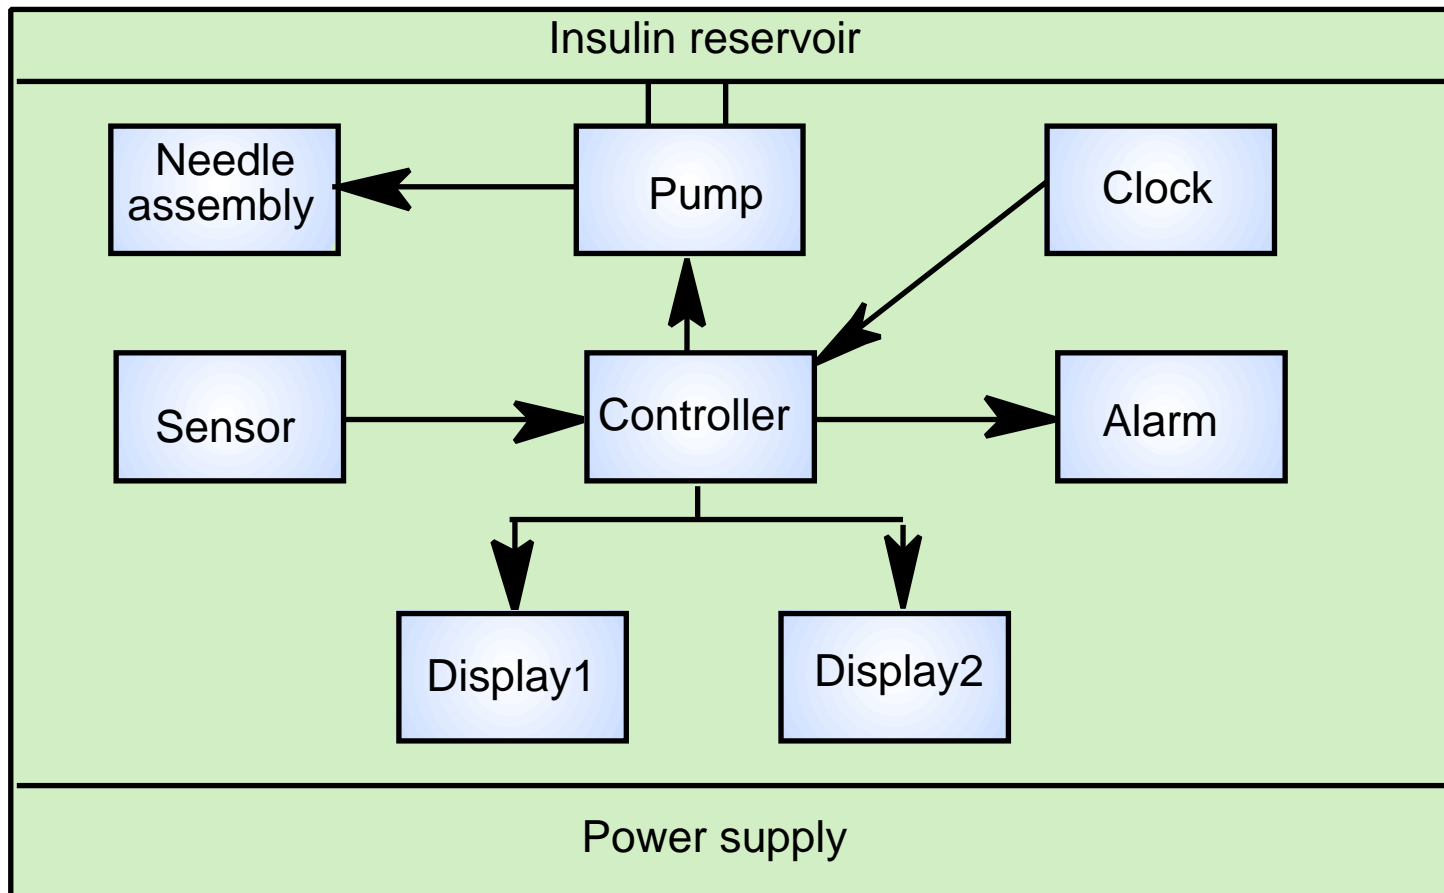 Insulin reservoir
Needle
assembly
Pump
Clock
Sensor
Controller
Alarm
Display1
Display2
Power supply